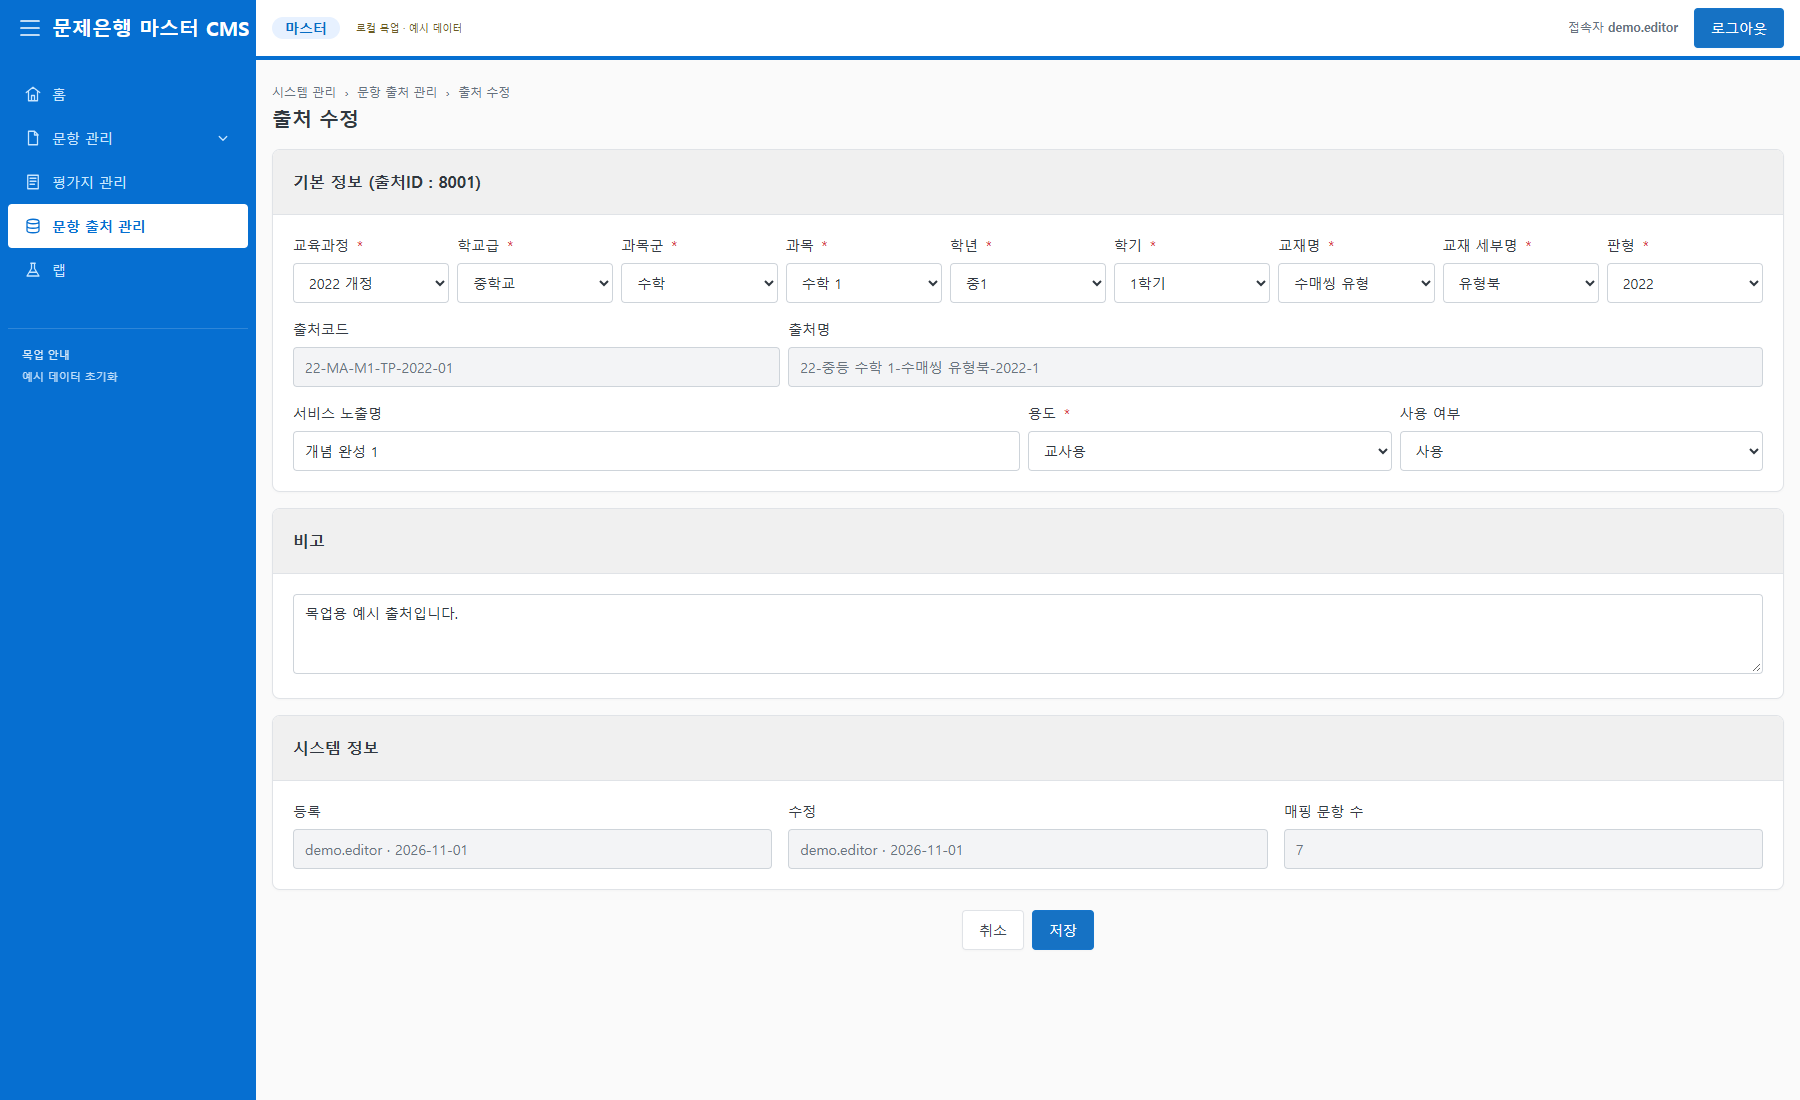 문제은행 마스터 CMS
마스터
로컬 목업 · 예시 데이터
접속자 demo.editor
로그아웃
홈
문항 관리
평가지 관리
문항 출처 관리
랩
목업 안내
예시 데이터 초기화
시스템 관리 › 문항 출처 관리 › 출처 수정
출처 수정
기본 정보 (출처ID : 8001)
교육과정 * 학교급 * 과목군 * 과목 * 학년 * 학기 * 교재명 * 교재 세부명 * 판형 *
2022 개정 중학교 수학 수학 1 중1 1학기 수매씽 유형 유형북 2022
출처코드 출처명
22-MA-M1-TP-2022-01 22-중등 수학 1-수매씽 유형북-2022-1
서비스 노출명 용도 * 사용 여부
개념 완성 1 교사용 사용
비고
목업용 예시 출처입니다.
시스템 정보
등록 수정 매핑 문항 수
demo.editor · 2026-11-01 demo.editor · 2026-11-01 7
취소 저장